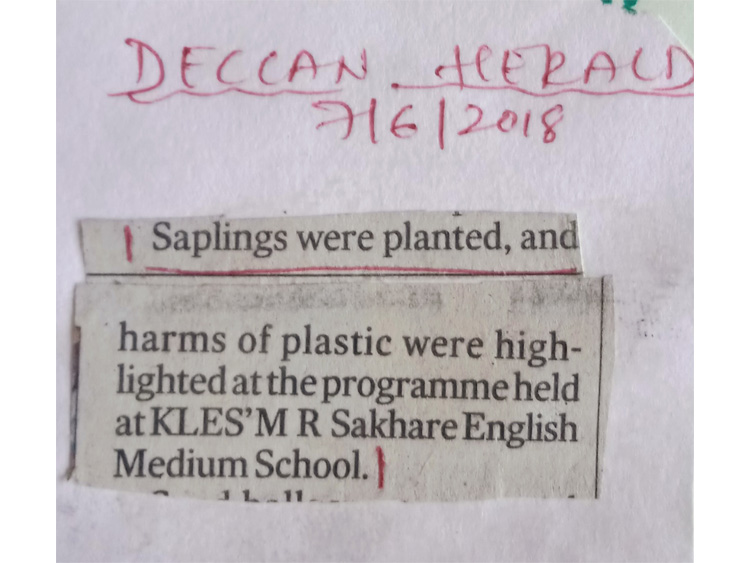 DECCAN HERALD
7/6/2018
Saplings were planted, and
harms of plastic were high-
lighted at the programme held
at KLES’M R Sakhare English
Medium School.